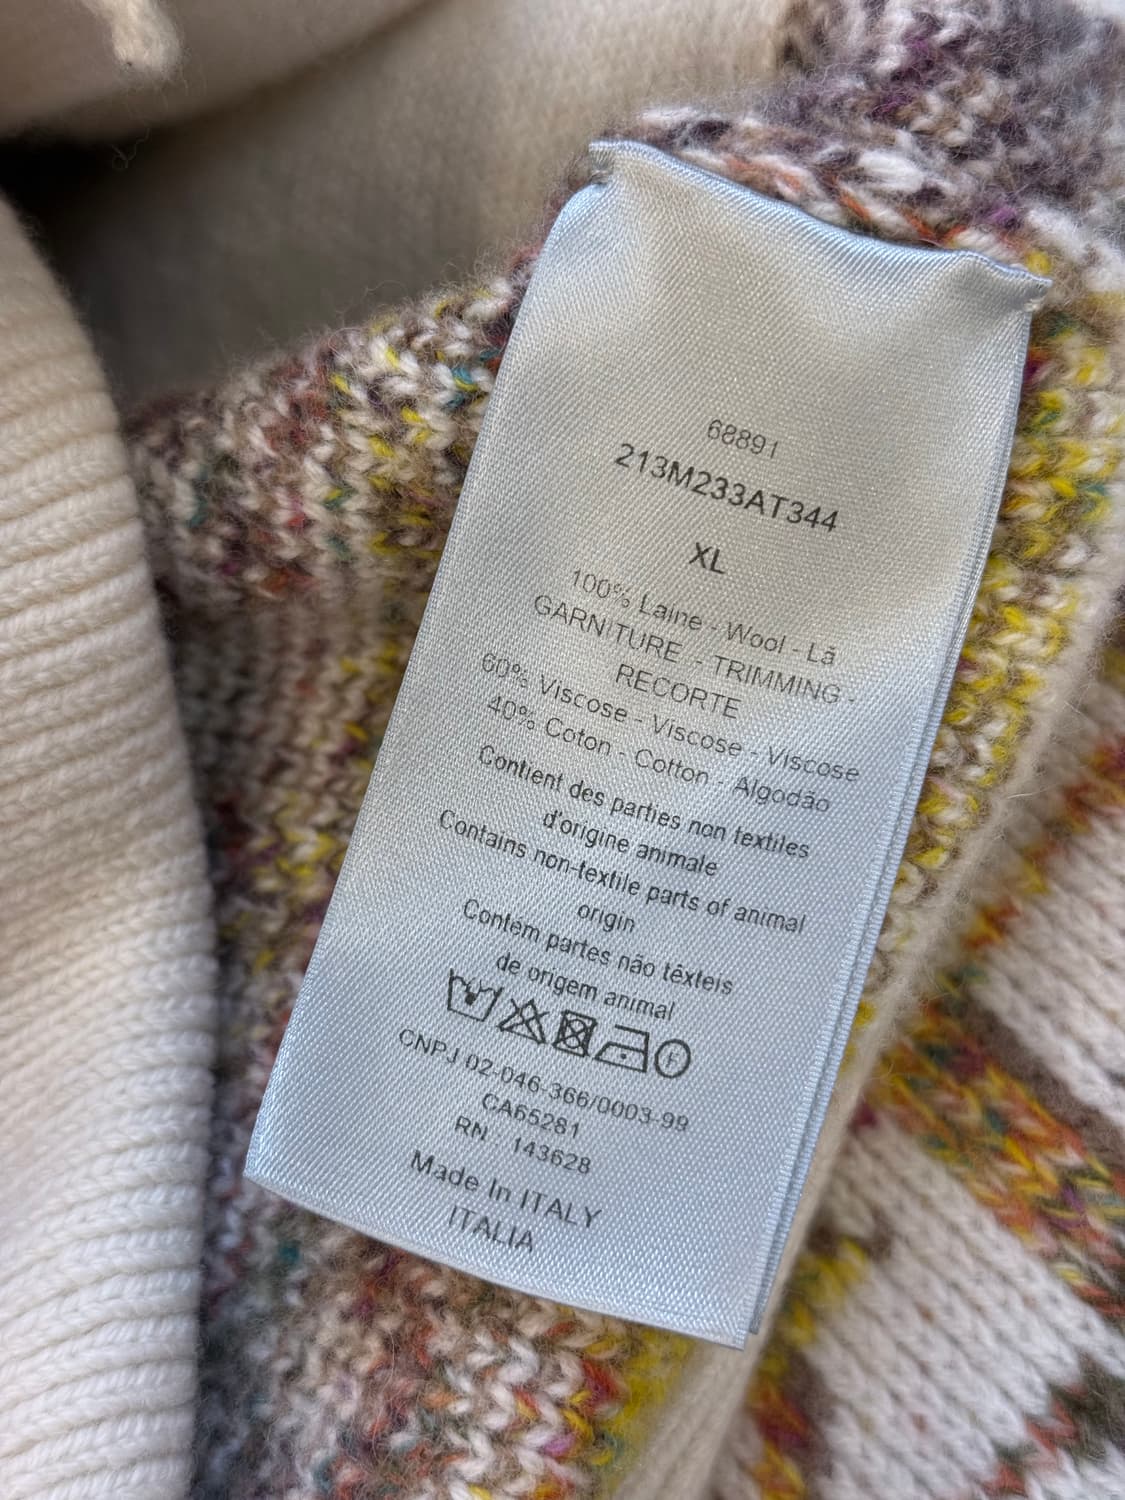 68891
213M233AT344
XL
100% Laine - Wool - Lã
GARNITURE - TRIMMING -
RECORTE
60% Viscose - Viscose - Viscose
40% Coton - Cotton - Algodão
Contient des parties non textiles
d'origine animale
Contains non-textile parts of animal
origin
Contém partes não têxteis
de origem animal
CNPJ 02-046-366/0003-99
CA65281
RN : 143628
Made In ITALY
ITALIA